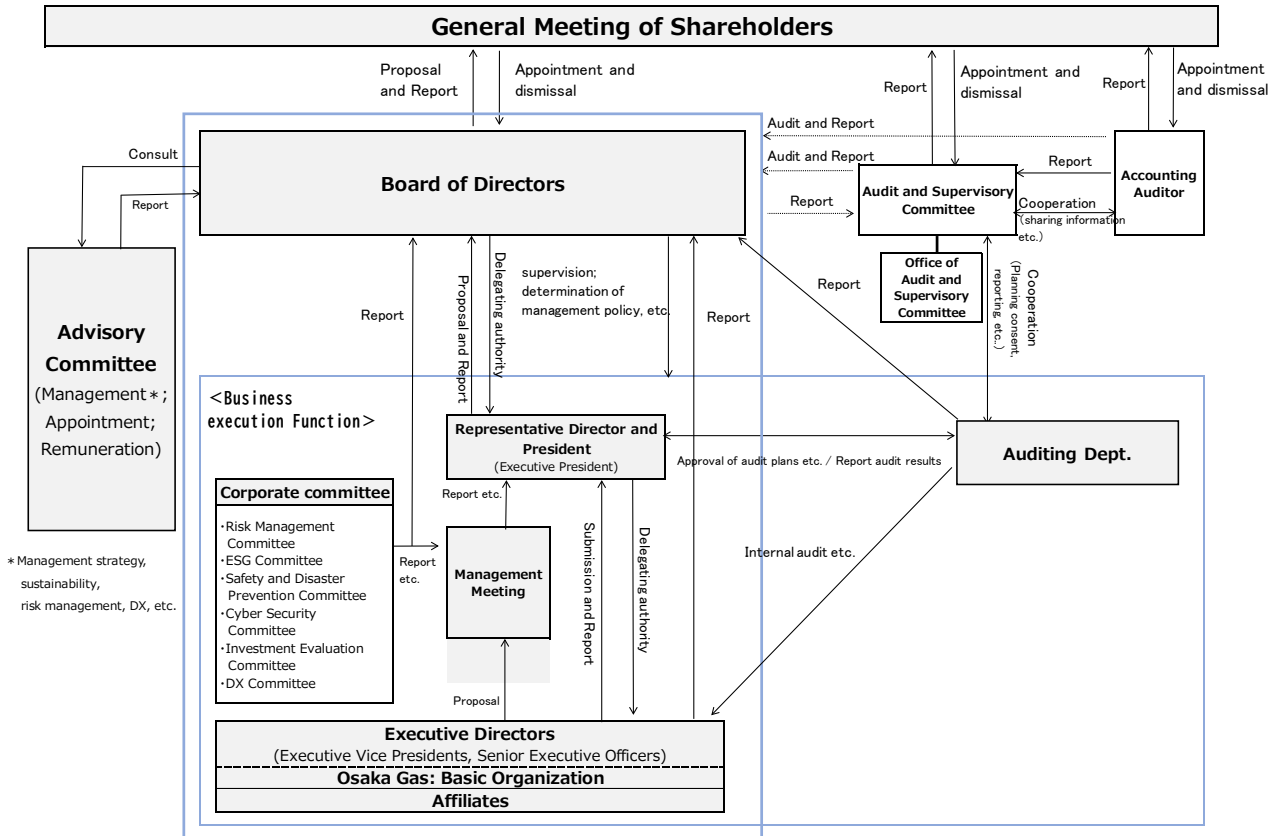 General Meeting of Shareholders
Proposal
and Report
Appointment and
dismissal
Report
Appointment and
dismissal
Report
Appointment
and dismissal
Audit and Report
Audit and Report
Report
Consult
Report
Board of Directors
Audit and Supervisory
Committee
Report
Cooperation
(sharing information
etc.)
Accounting
Auditor
Office of
Audit and
Supervisory
Committee
Advisory
Committee
(Management*;
Appointment;
Remuneration)
*Management strategy,
sustainability,
risk management, DX, etc.
Report
Proposal and Report
Delegating authority
supervision;
determination of
management policy, etc.
Report
Report
Cooperation
(Planning consent,
reporting, etc..)
<Business
execution Function>
Representative Director and
President
(Executive President)
Approval of audit plans etc. / Report audit results
Auditing Dept.
Corporate committee
・Risk Management
Committee
・ESG Committee
・Safety and Disaster
Prevention Committee
・Cyber Security
Committee
・Investment Evaluation
Committee
・DX Committee
Report
etc.
Report etc.
Management
Meeting
Submission and Report
Delegating authority
Internal audit etc.
Proposal
Executive Directors
(Executive Vice Presidents, Senior Executive Officers)
Osaka Gas: Basic Organization
Affiliates